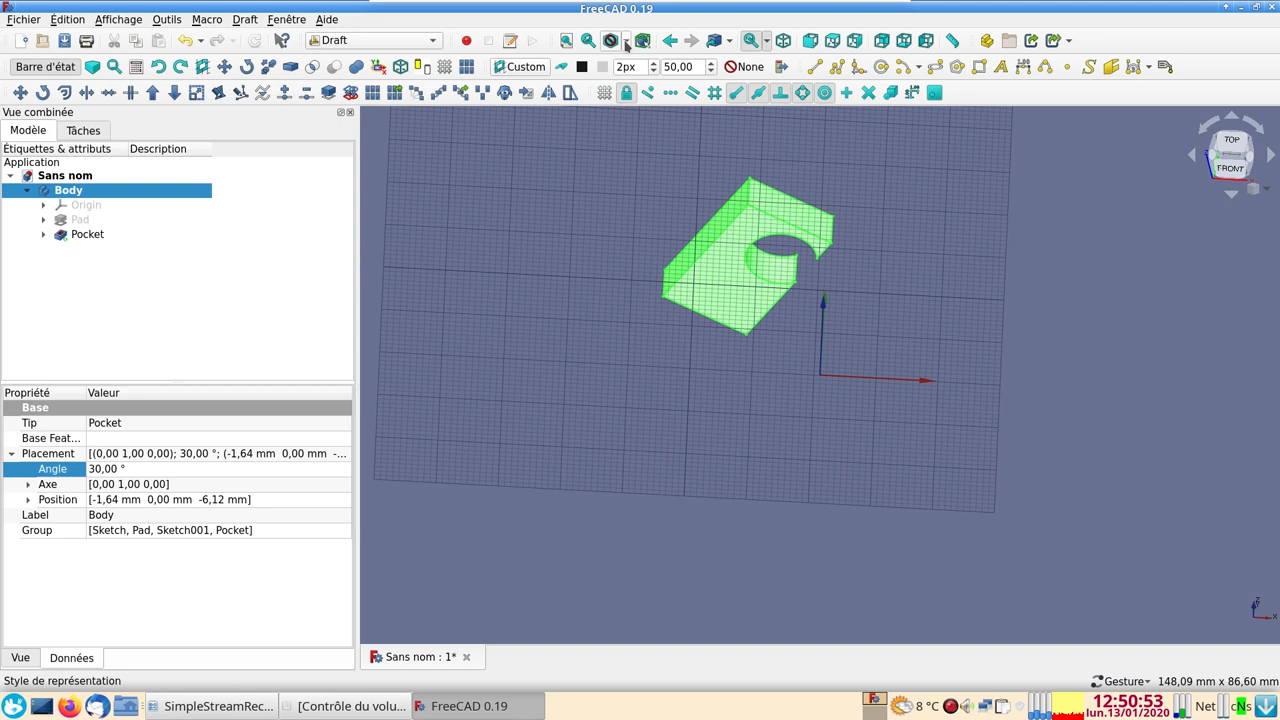 FreeCAD 0.19
Fichier Édition Affichage Outils Macro Draft Fenêtre Aide
Draft
Barre d'état Custom 2px 50,00 None
Vue combinée
Modèle Tâches
Étiquettes & attributs Description
Application
Sans nom
Body
Origin
Pad
Pocket
TOP
FRONT
Propriété Valeur
Base
Tip Pocket
Base Feat...
Placement [(0,00 1,00 0,00); 30,00 °; (-1,64 mm 0,00 mm -...
Angle 30,00 °
Axe [0,00 1,00 0,00]
Position [-1,64 mm 0,00 mm -6,12 mm]
Label Body
Group [Sketch, Pad, Sketch001, Pocket]
Vue Données
Sans nom : 1*
Style de représentation Gesture 148,09 mm x 86,60 mm
SimpleStreamRec... [Contrôle du volu... FreeCAD 0.19 8 °C Net cNs 12:50:53
lun.13/01/2020